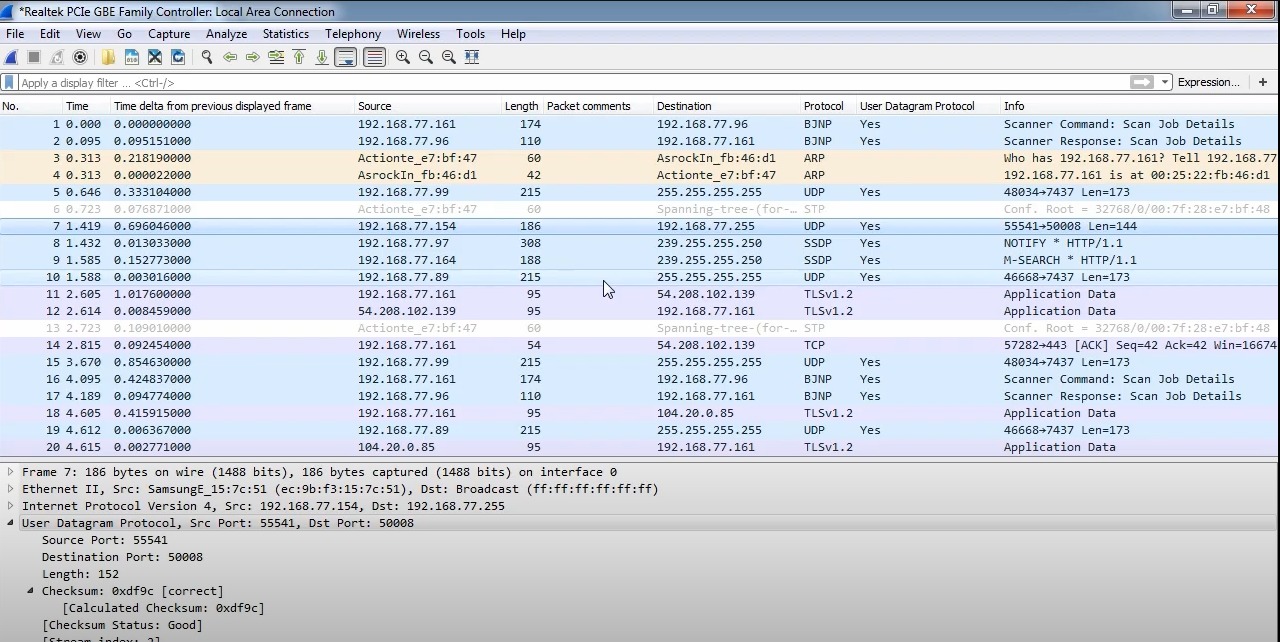 *Realtek PCIe GBE Family Controller: Local Area Connection
File Edit View Go Capture Analyze Statistics Telephony Wireless Tools Help
Apply a display filter ... <Ctrl-/> Expression... +
No. Time Time delta from previous displayed frame Source Length Packet comments Destination Protocol User Datagram Protocol Info
1 0.000 0.000000000 192.168.77.161 174 192.168.77.96 BJNP Yes Scanner Command: Scan Job Details
2 0.095 0.095151000 192.168.77.96 110 192.168.77.161 BJNP Yes Scanner Response: Scan Job Details
3 0.313 0.218190000 Actionte_e7:bf:47 60 AsrockIn_fb:46:d1 ARP Who has 192.168.77.161? Tell 192.168.77
4 0.313 0.000022000 AsrockIn_fb:46:d1 42 Actionte_e7:bf:47 ARP 192.168.77.161 is at 00:25:22:fb:46:d1
5 0.646 0.333104000 192.168.77.99 215 255.255.255.255 UDP Yes 48034→7437 Len=173
6 0.723 0.076871000 Actionte_e7:bf:47 60 Spanning-tree-(for-… STP Conf. Root = 32768/0/00:7f:28:e7:bf:48
7 1.419 0.696046000 192.168.77.154 186 192.168.77.255 UDP Yes 55541→50008 Len=144
8 1.432 0.013033000 192.168.77.97 308 239.255.255.250 SSDP Yes NOTIFY * HTTP/1.1
9 1.585 0.152773000 192.168.77.164 188 239.255.255.250 SSDP Yes M-SEARCH * HTTP/1.1
10 1.588 0.003016000 192.168.77.89 215 255.255.255.255 UDP Yes 46668→7437 Len=173
11 2.605 1.017600000 192.168.77.161 95 54.208.102.139 TLSv1.2 Application Data
12 2.614 0.008459000 54.208.102.139 95 192.168.77.161 TLSv1.2 Application Data
13 2.723 0.109010000 Actionte_e7:bf:47 60 Spanning-tree-(for-… STP Conf. Root = 32768/0/00:7f:28:e7:bf:48
14 2.815 0.092454000 192.168.77.161 54 54.208.102.139 TCP 57282→443 [ACK] Seq=42 Ack=42 Win=16674
15 3.670 0.854630000 192.168.77.99 215 255.255.255.255 UDP Yes 48034→7437 Len=173
16 4.095 0.424837000 192.168.77.161 174 192.168.77.96 BJNP Yes Scanner Command: Scan Job Details
17 4.189 0.094774000 192.168.77.96 110 192.168.77.161 BJNP Yes Scanner Response: Scan Job Details
18 4.605 0.415915000 192.168.77.161 95 104.20.0.85 TLSv1.2 Application Data
19 4.612 0.006367000 192.168.77.89 215 255.255.255.255 UDP Yes 46668→7437 Len=173
20 4.615 0.002771000 104.20.0.85 95 192.168.77.161 TLSv1.2 Application Data
Frame 7: 186 bytes on wire (1488 bits), 186 bytes captured (1488 bits) on interface 0
Ethernet II, Src: SamsungE_15:7c:51 (ec:9b:f3:15:7c:51), Dst: Broadcast (ff:ff:ff:ff:ff:ff)
Internet Protocol Version 4, Src: 192.168.77.154, Dst: 192.168.77.255
User Datagram Protocol, Src Port: 55541, Dst Port: 50008
Source Port: 55541
Destination Port: 50008
Length: 152
Checksum: 0xdf9c [correct]
[Calculated Checksum: 0xdf9c]
[Checksum Status: Good]
[Stream index: 2]